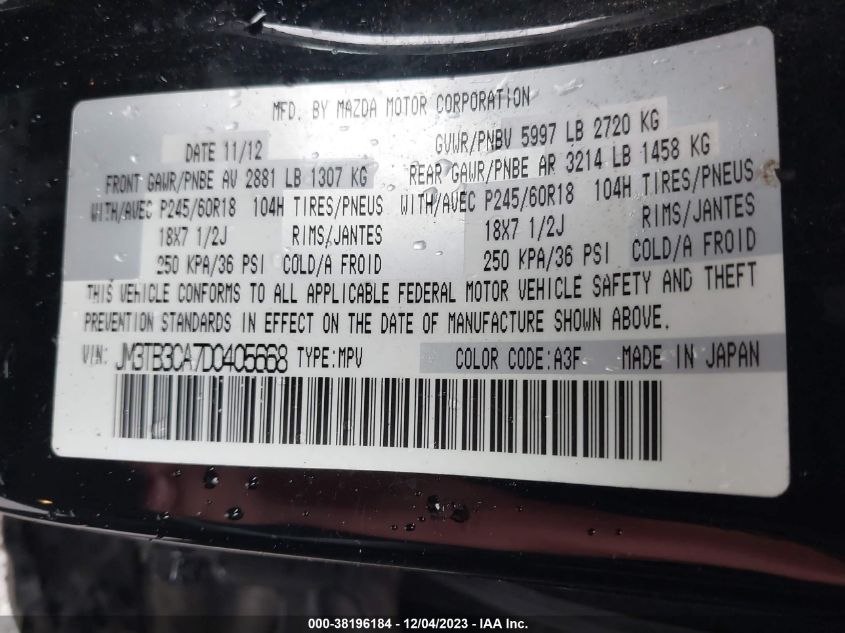 MFD. BY MAZDA MOTOR CORPORATION
DATE 11/12 GVWR/PNBV 5997 LB 2720 KG
FRONT GAWR/PNBE AV 2881 LB 1307 KG REAR GAWR/PNBE AR 3214 LB 1458 KG
WITH/AVEC P245/60R18 104H TIRES/PNEUS WITH/AVEC P245/60R18 104H TIRES/PNEUS
18X7 1/2J RIMS/JANTES 18X7 1/2J RIMS/JANTES
250 KPA/36 PSI COLD/A FROID 250 KPA/36 PSI COLD/A FROID
THIS VEHICLE CONFORMS TO ALL APPLICABLE FEDERAL MOTOR VEHICLE SAFETY AND THEFT
PREVENTION STANDARDS IN EFFECT ON THE DATE OF MANUFACTURE SHOWN ABOVE.
VIN: JM3TB3CA7D0405668 TYPE:MPV COLOR CODE:A3F MADE IN JAPAN
000-38196184 - 12/04/2023 - IAA Inc.